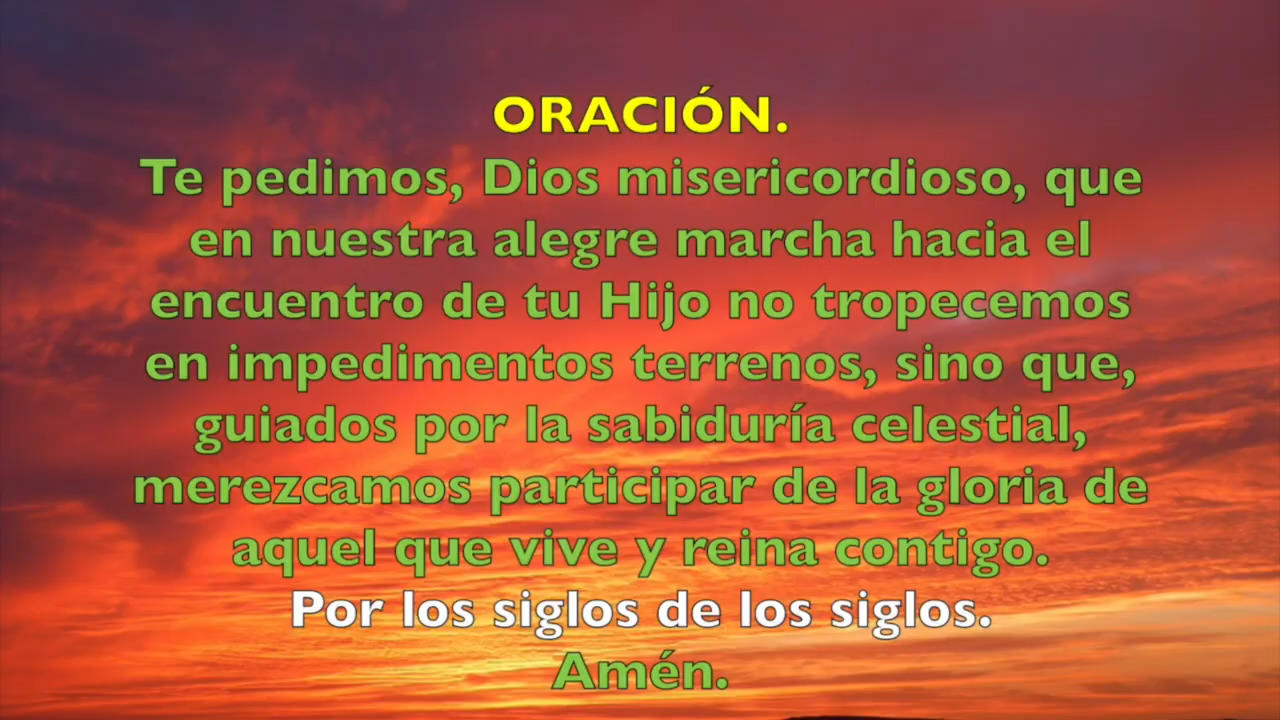 ORACIÓN.
Te pedimos, Dios misericordioso, que
en nuestra alegre marcha hacia el
encuentro de tu Hijo no tropecemos
en impedimentos terrenos, sino que,
guiados por la sabiduría celestial,
merezcamos participar de la gloria de
aquel que vive y reina contigo.
Por los siglos de los siglos.
Amén.